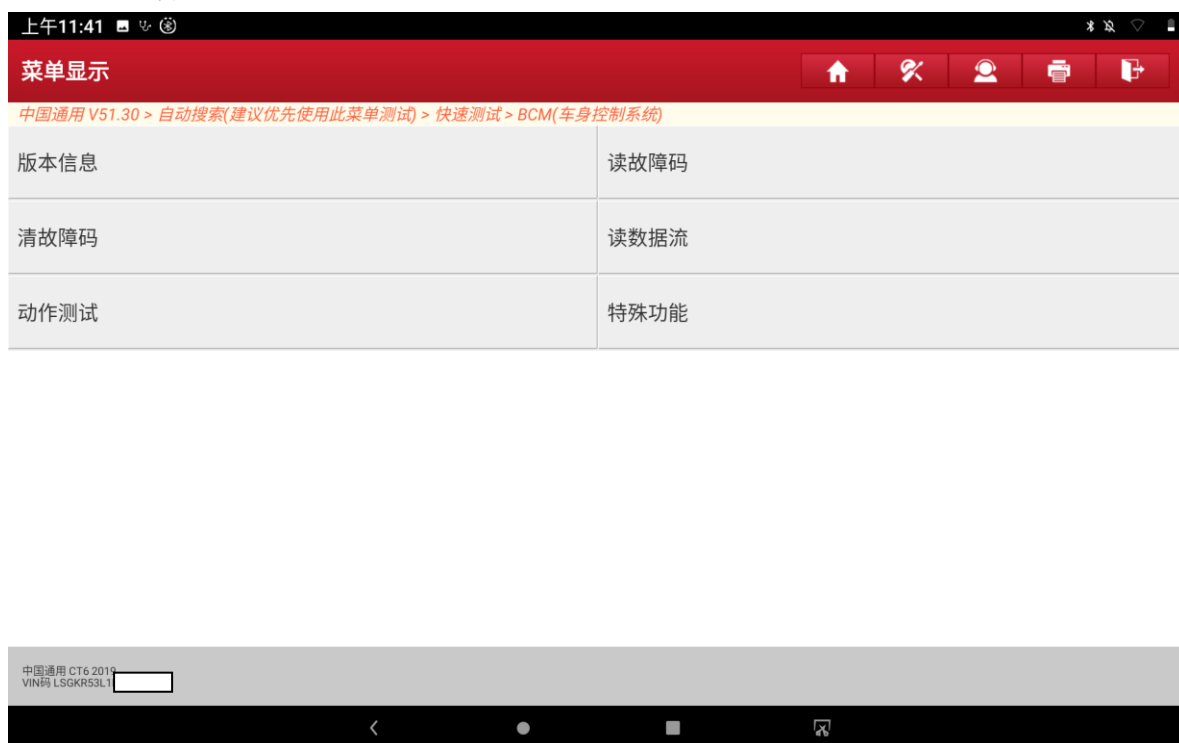 上午11:41
菜单显示
中国通用 V51.30 > 自动搜索(建议优先使用此菜单测试) > 快速测试 > BCM(车身控制系统)
版本信息
读故障码
清故障码
读数据流
动作测试
特殊功能
中国通用 CT6 2019
VIN码 LSGKR53L1